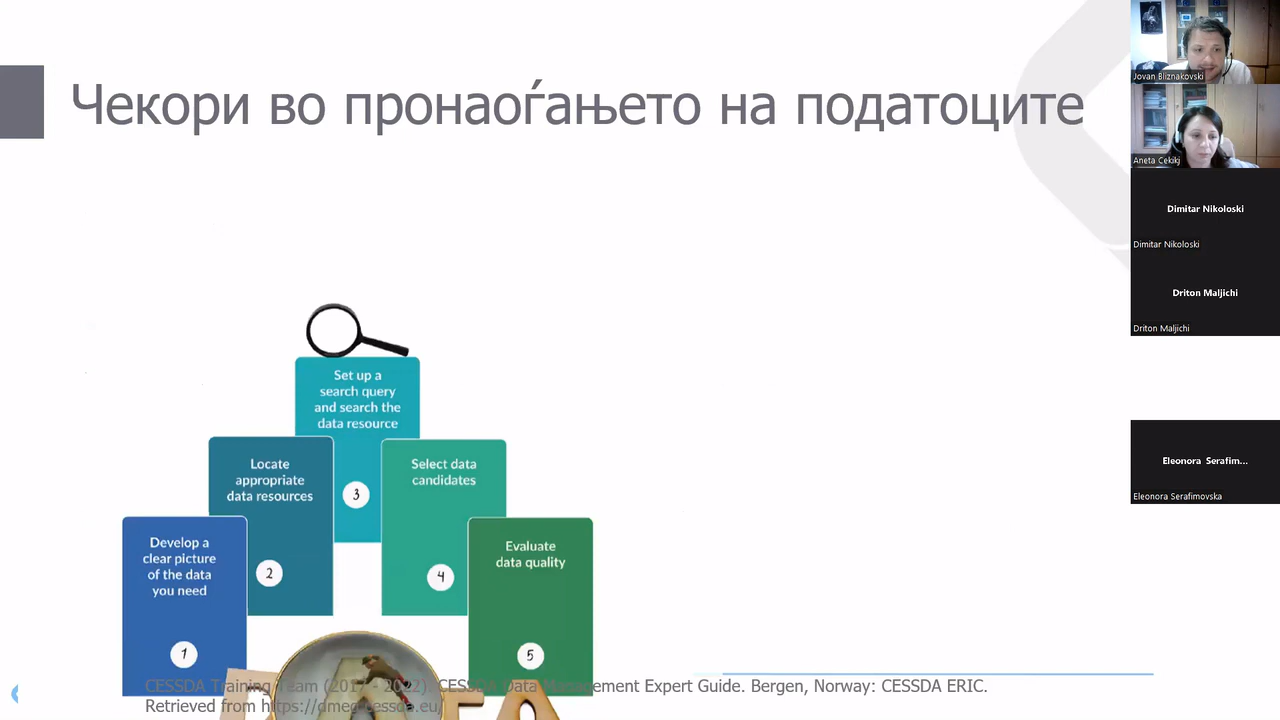 Чекори во пронаоѓањето на податоците
Set up a
search query
and search the
data resource
3
Locate
appropriate
data resources
2
Select data
candidates
4
Develop a
clear picture
of the data
you need
1
Evaluate
data quality
5
CESSDA Training Team (2017 - 2022). CESSDA Data Management Expert Guide. Bergen, Norway: CESSDA ERIC.
Retrieved from https://dmeg.cessda.eu/
Jovan Bliznakovski
Aneta Cekikj
Dimitar Nikoloski
Dimitar Nikoloski
Driton Maljichi
Driton Maljichi
Eleonora Serafim...
Eleonora Serafimovska